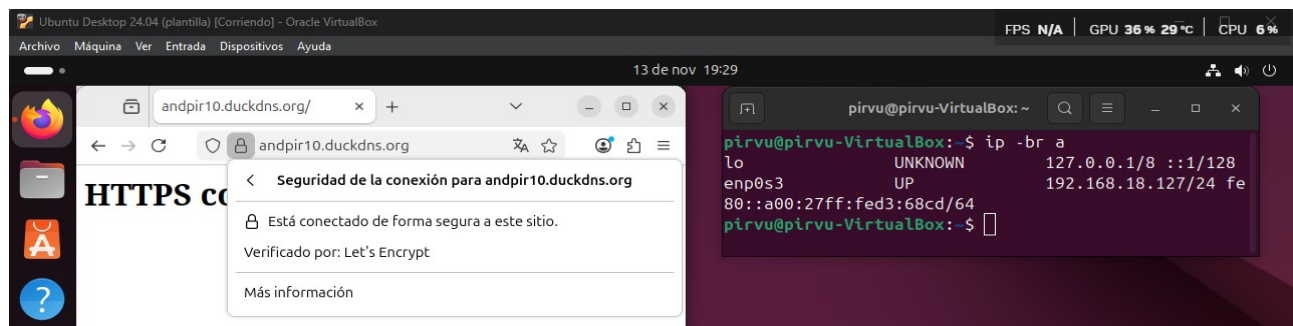 Ubuntu Desktop 24.04 (plantilla) [Corriendo] - Oracle VirtualBox
FPS N/A | GPU 36 % 29 °C | CPU 6 %
Archivo Máquina Ver Entrada Dispositivos Ayuda
13 de nov 19:29
andpir10.duckdns.org/
andpir10.duckdns.org
HTTPS co
Seguridad de la conexión para andpir10.duckdns.org
Está conectado de forma segura a este sitio.
Verificado por: Let's Encrypt
Más información
pirvu@pirvu-VirtualBox: ~
pirvu@pirvu-VirtualBox:~$ ip -br a
lo UNKNOWN 127.0.0.1/8 ::1/128
enp0s3 UP 192.168.18.127/24 fe
80::a00:27ff:fed3:68cd/64
pirvu@pirvu-VirtualBox:~$